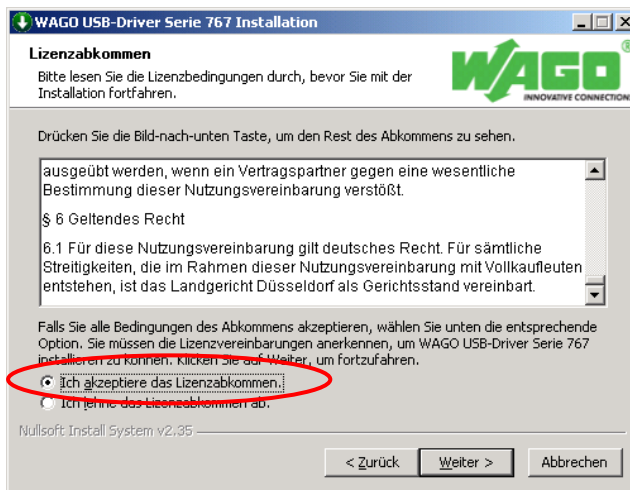 WAGO USB-Driver Serie 767 Installation
Lizenzabkommen
Bitte lesen Sie die Lizenzbedingungen durch, bevor Sie mit der
Installation fortfahren.
WAGO®
INNOVATIVE CONNECTION
Drücken Sie die Bild-nach-unten Taste, um den Rest des Abkommens zu sehen.
ausgeübt werden, wenn ein Vertragspartner gegen eine wesentliche
Bestimmung dieser Nutzungsvereinbarung verstößt.
§ 6 Geltendes Recht
6.1 Für diese Nutzungsvereinbarung gilt deutsches Recht. Für sämtliche
Streitigkeiten, die im Rahmen dieser Nutzungsvereinbarung mit Vollkaufleuten
entstehen, ist das Landgericht Düsseldorf als Gerichtsstand vereinbart.
Falls Sie alle Bedingungen des Abkommens akzeptieren, wählen Sie unten die entsprechende
Option. Sie müssen die Lizenzvereinbarungen anerkennen, um WAGO USB-Driver Serie 767
installieren zu können. Klicken Sie auf Weiter, um fortzufahren.
Ich akzeptiere das Lizenzabkommen.
Ich lehne das Lizenzabkommen ab.
Nullsoft Install System v2.35
< Zurück
Weiter >
Abbrechen